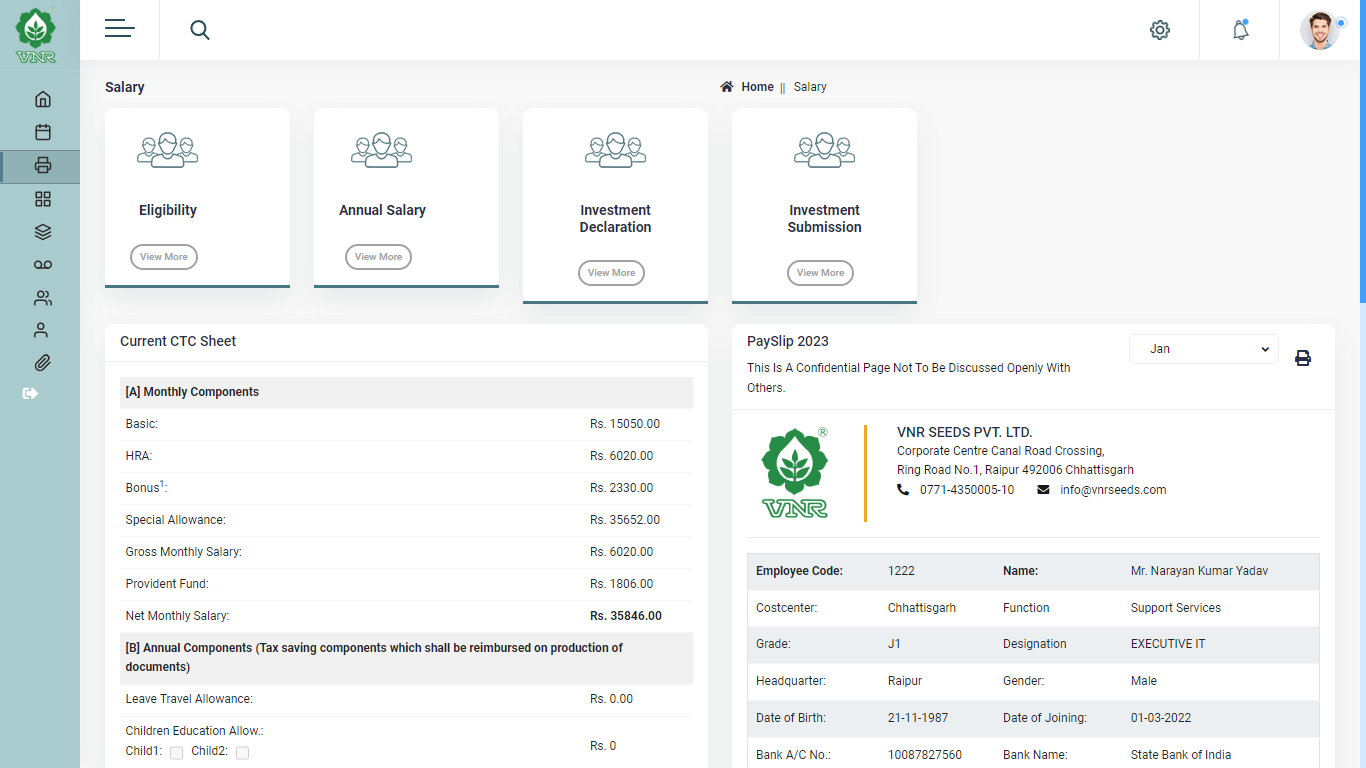 VNR
Salary
Home || Salary
Eligibility
View More
Annual Salary
View More
Investment
Declaration
View More
Investment
Submission
View More
Current CTC Sheet
[A] Monthly Components
Basic: Rs. 15050.00
HRA: Rs. 6020.00
Bonus1: Rs. 2330.00
Special Allowance: Rs. 35652.00
Gross Monthly Salary: Rs. 6020.00
Provident Fund: Rs. 1806.00
Net Monthly Salary: Rs. 35846.00
[B] Annual Components (Tax saving components which shall be reimbursed on production of
documents)
Leave Travel Allowance: Rs. 0.00
Children Education Allow.:
Child1: Child2: Rs. 0
PaySlip 2023
Jan
This Is A Confidential Page Not To Be Discussed Openly With
Others.
®
VNR
VNR SEEDS PVT. LTD.
Corporate Centre Canal Road Crossing,
Ring Road No.1, Raipur 492006 Chhattisgarh
0771-4350005-10 info@vnrseeds.com
Employee Code: 1222 Name: Mr. Narayan Kumar Yadav
Costcenter: Chhattisgarh Function Support Services
Grade: J1 Designation EXECUTIVE IT
Headquarter: Raipur Gender: Male
Date of Birth: 21-11-1987 Date of Joining: 01-03-2022
Bank A/C No.: 10087827560 Bank Name: State Bank of India